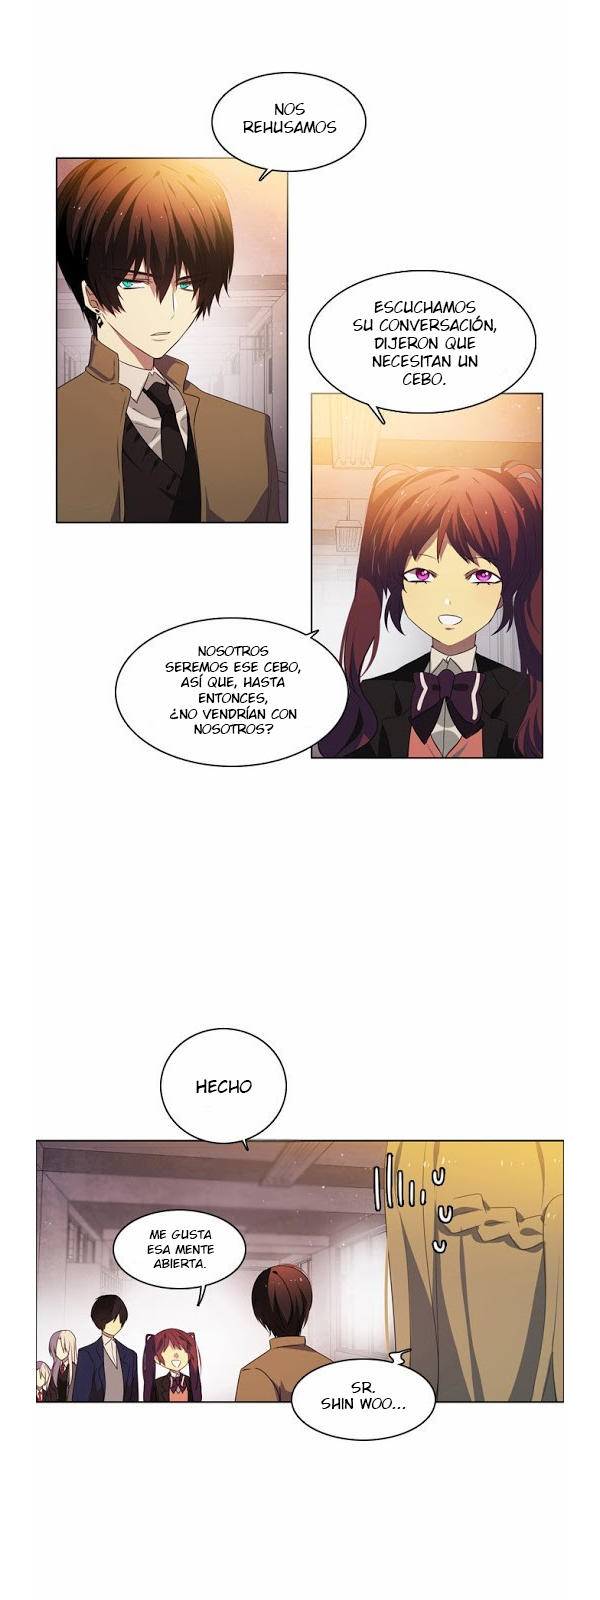 NOS
REHUSAMOS
ESCUCHAMOS
SU CONVERSACIÓN,
DIJERON QUE
NECESITAN UN
CEBO.
NOSOTROS
SEREMOS ESE CEBO,
ASÍ QUE, HASTA
ENTONCES,
¿NO VENDRÍAN CON
NOSOTROS?
HECHO
ME GUSTA
ESA MENTE
ABIERTA.
SR.
SHIN WOO...